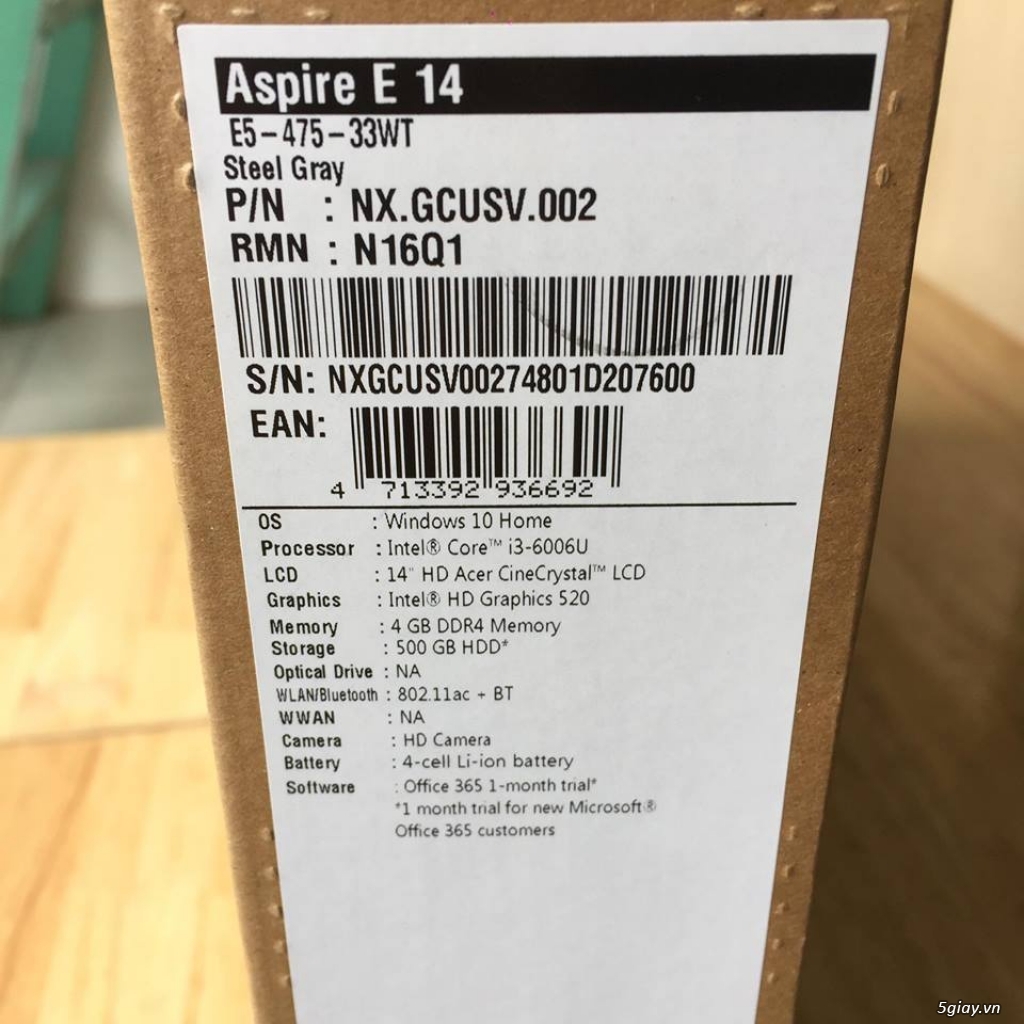 Aspire E 14
E5-475-33WT
Steel Gray
P/N : NX.GCUSV.002
RMN : N16Q1
S/N: NXGCUSV00274801D207600
EAN:
4 713392 936692
OS : Windows 10 Home
Processor : Intel® Core™ i3-6006U
LCD : 14" HD Acer CineCrystal™ LCD
Graphics : Intel® HD Graphics 520
Memory : 4 GB DDR4 Memory
Storage : 500 GB HDD*
Optical Drive : NA
WLAN/Bluetooth : 802.11ac + BT
WWAN : NA
Camera : HD Camera
Battery : 4-cell Li-ion battery
Software : Office 365 1-month trial*
*1 month trial for new Microsoft®
Office 365 customers
5giay.vn